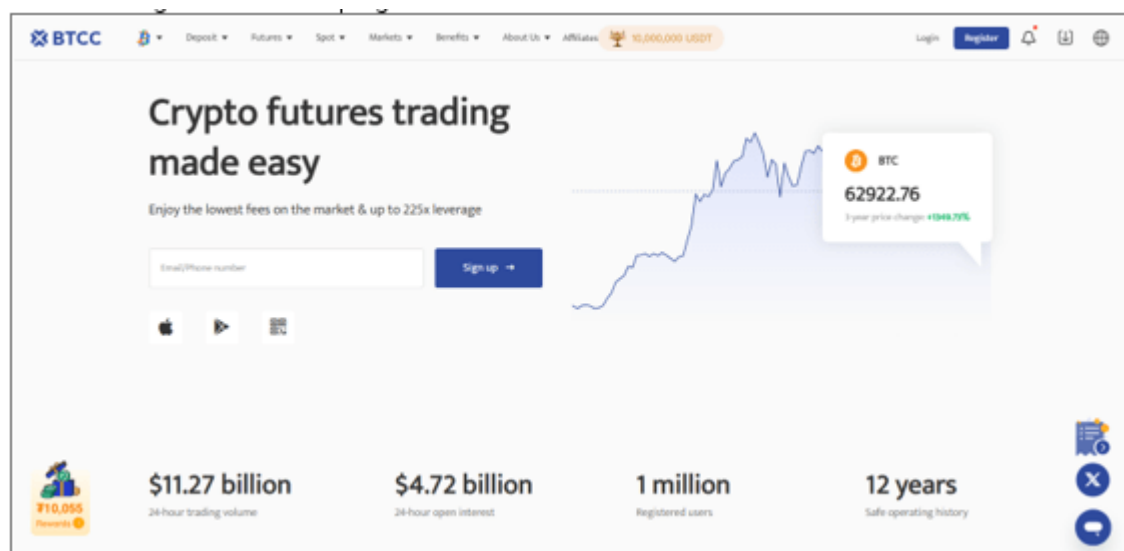 BTCC
Deposit Futures Spot Markets Benefits About Us Affiliates 10,000,000 USDT Login Register
Crypto futures trading
made easy
Enjoy the lowest fees on the market & up to 225x leverage
Email/Phone number
Sign up →
BTC
62922.76
-year price change: %
$11.27 billion
24-hour trading volume
$4.72 billion
24-hour open interest
1 million
Registered users
12 years
Safe operating history
₮10,055
Rewards